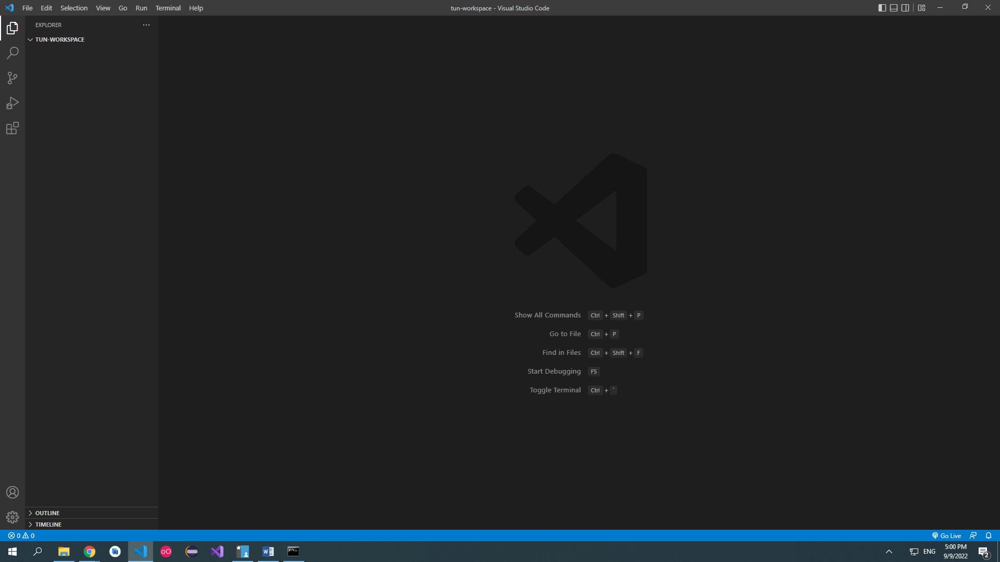 File Edit Selection View Go Run Terminal Help
tun-workspace - Visual Studio Code
EXPLORER
TUN-WORKSPACE
Show All Commands Ctrl + Shift + P
Go to File Ctrl + P
Find in Files Ctrl + Shift + F
Start Debugging F5
Toggle Terminal Ctrl + `
OUTLINE
TIMELINE
0 0
Go Live
ENG
5:00 PM
9/9/2022
2